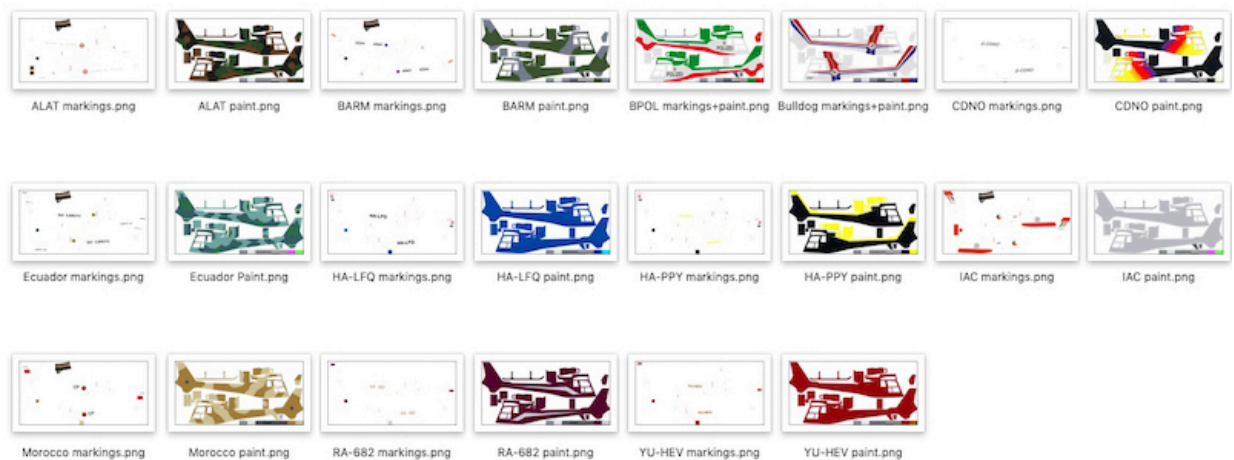 ALAT markings.png
ALAT paint.png
BARM markings.png
BARM paint.png
BPOL markings+paint.png
Bulldog markings+paint.png
CDNO markings.png
CDNO paint.png
Ecuador markings.png
Ecuador Paint.png
HA-LFQ markings.png
HA-LFQ paint.png
HA-PPY markings.png
HA-PPY paint.png
IAC markings.png
IAC paint.png
Morocco markings.png
Morocco paint.png
RA-682 markings.png
RA-682 paint.png
YU-HEV markings.png
YU-HEV paint.png